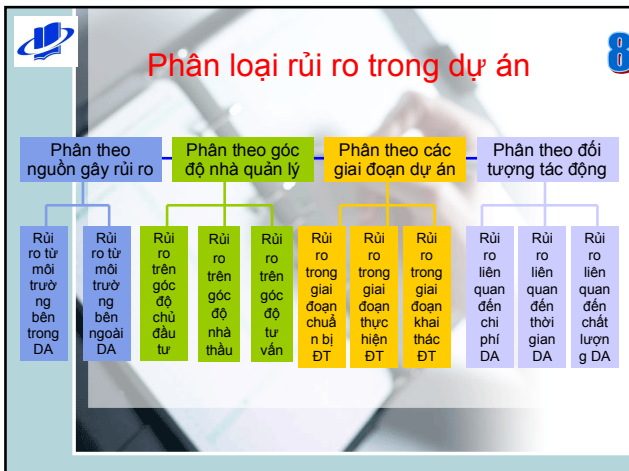 Phân loại rủi ro trong dự án
8
Phân theo
nguồn gây rủi ro
Phân theo góc
độ nhà quản lý
Phân theo các
giai đoạn dự án
Phân theo đối
tượng tác động
Rủi
ro từ
môi
trườ
ng
bên
trong
DA
Rủi
ro từ
môi
trườ
ng
bên
ngoài
DA
Rủi
ro
trên
góc
độ
chủ
đầu
tư
Rủi
ro
trên
góc
độ
nhà
thầu
Rủi
ro
trên
góc
độ
tư
vấn
Rủi
ro
trong
giai
đoạn
chuẩ
n bị
ĐT
Rủi
ro
trong
giai
đoạn
thực
hiện
ĐT
Rủi
ro
trong
giai
đoạn
khai
thác
ĐT
Rủi
ro
liên
quan
đến
chi
phí
DA
Rủi
ro
liên
quan
đến
thời
gian
DA
Rủi
ro
liên
quan
đến
chất
lượn
g DA